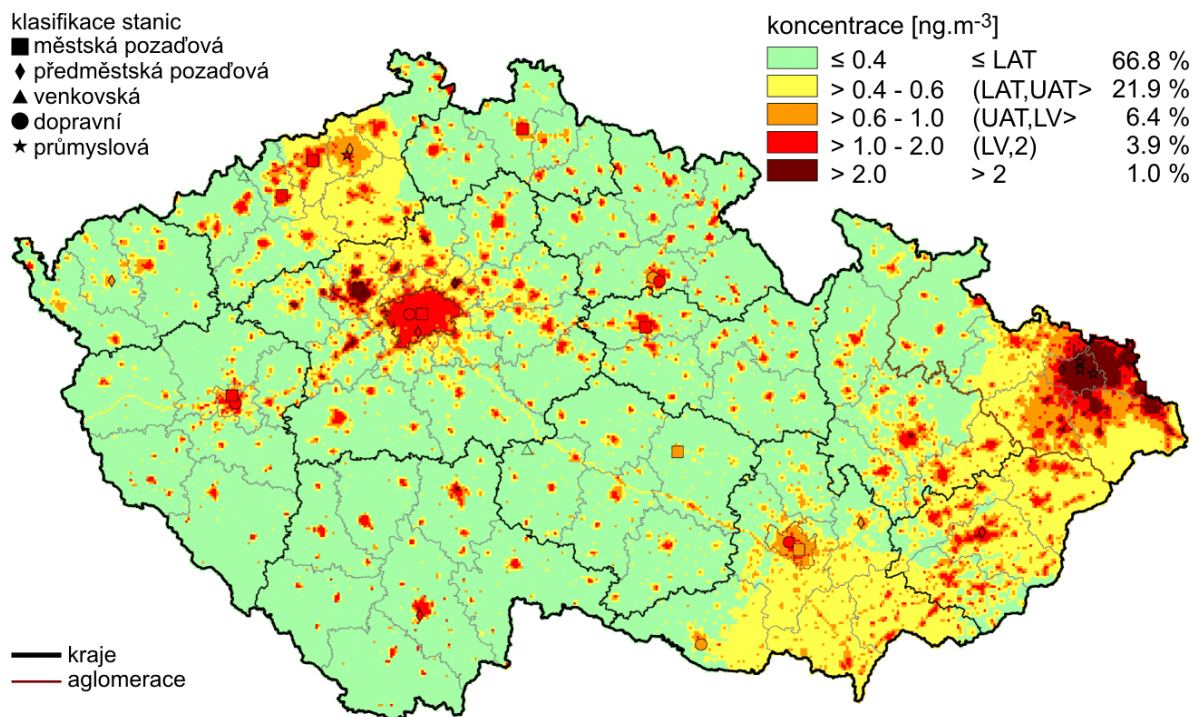 klasifikace stanic
městská pozaďová
předměstská pozaďová
venkovská
dopravní
průmyslová
koncentrace [ng.m-3]
≤ 0.4 ≤ LAT 66.8 %
> 0.4 - 0.6 (LAT,UAT> 21.9 %
> 0.6 - 1.0 (UAT,LV> 6.4 %
> 1.0 - 2.0 (LV,2) 3.9 %
> 2.0 > 2 1.0 %
kraje
aglomerace